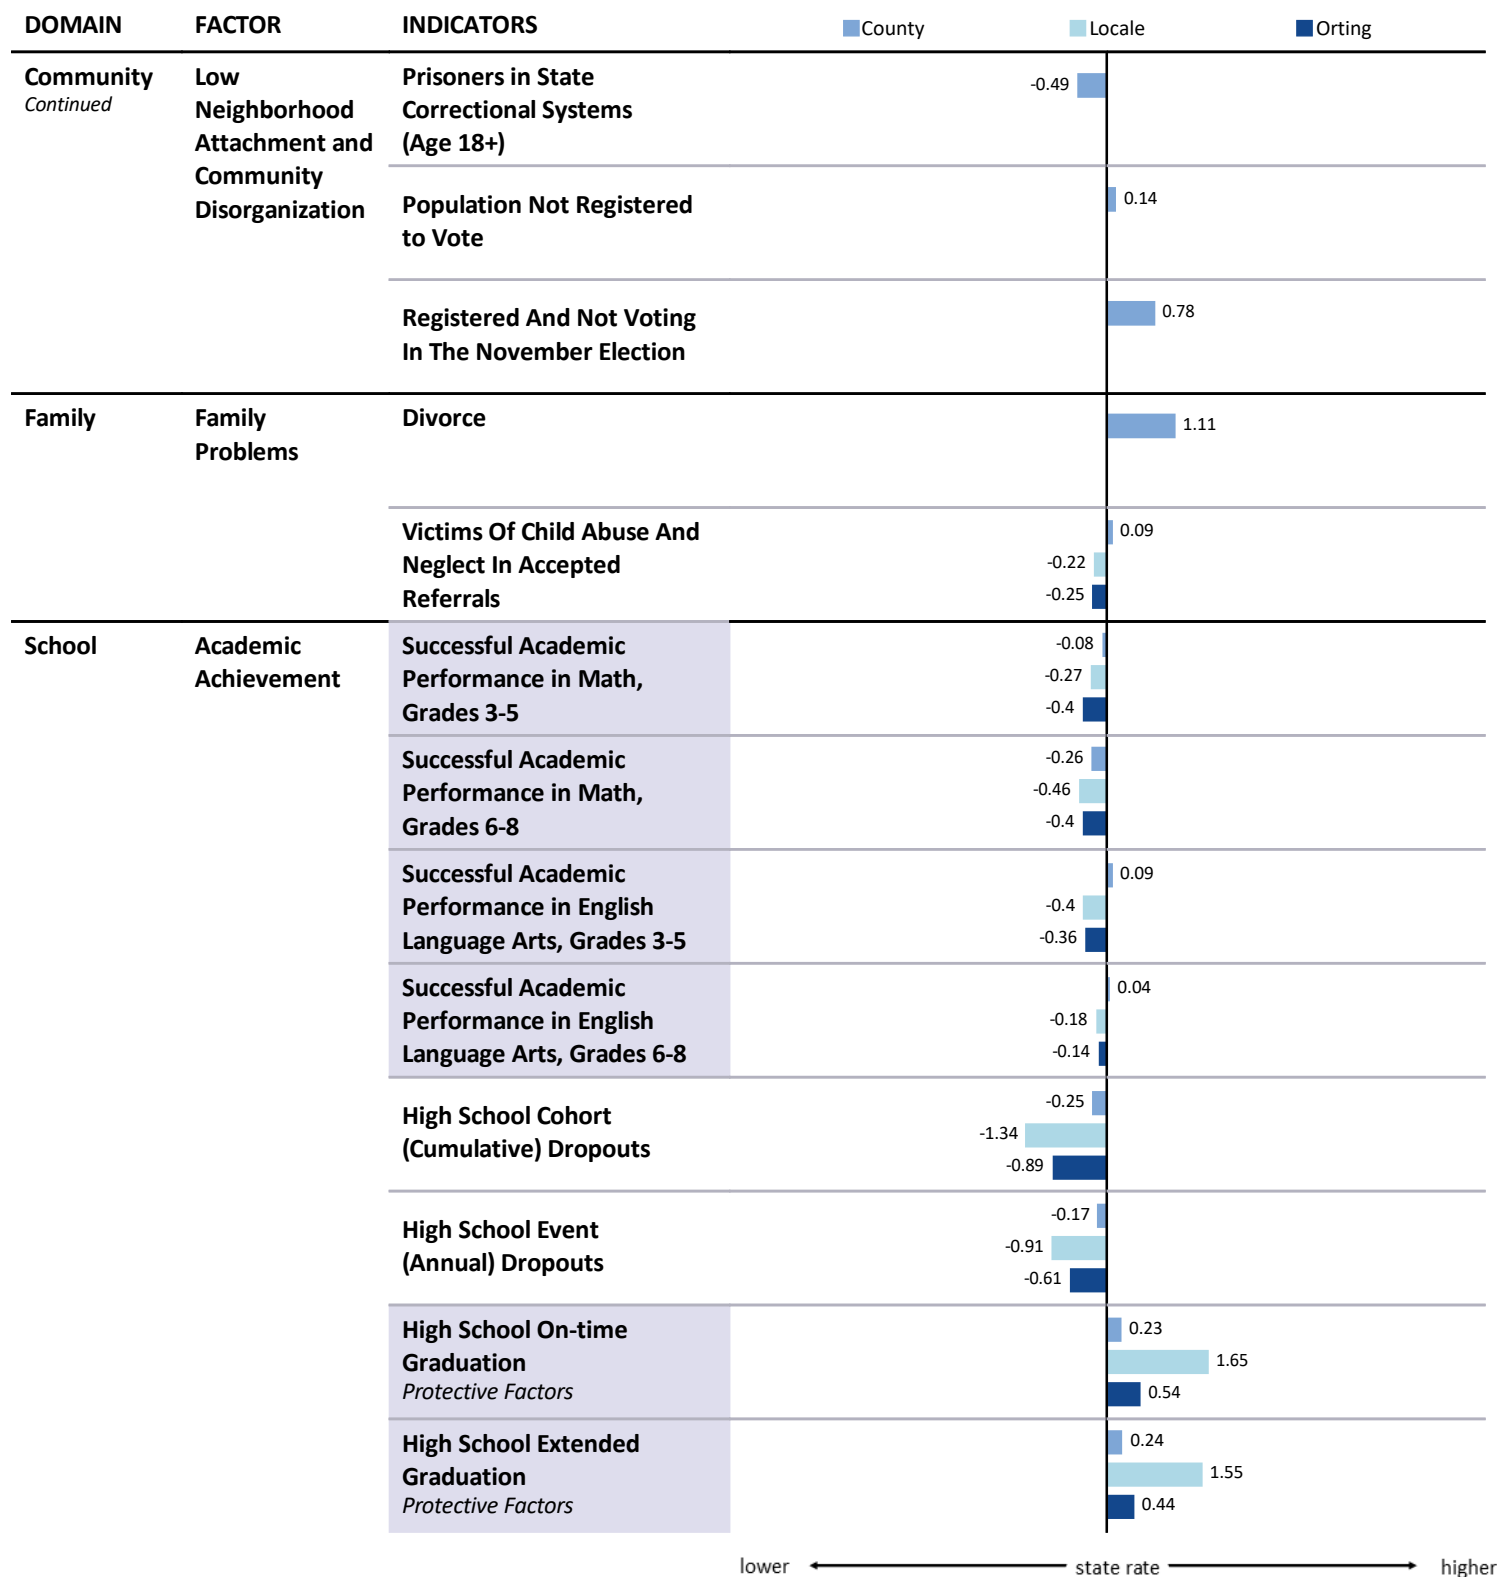 DOMAIN FACTOR INDICATORS County Locale Orting
Community
Continued
Low
Neighborhood
Attachment and
Community
Disorganization
Prisoners in State
Correctional Systems
(Age 18+)
-0.49
Population Not Registered
to Vote
0.14
Registered And Not Voting
In The November Election
0.78
Family
Family
Problems
Divorce
1.11
Victims Of Child Abuse And
Neglect In Accepted
Referrals
0.09
-0.22
-0.25
School
Academic
Achievement
Successful Academic
Performance in Math,
Grades 3-5
-0.08
-0.27
-0.4
Successful Academic
Performance in Math,
Grades 6-8
-0.26
-0.46
-0.4
Successful Academic
Performance in English
Language Arts, Grades 3-5
0.09
-0.4
-0.36
Successful Academic
Performance in English
Language Arts, Grades 6-8
0.04
-0.18
-0.14
High School Cohort
(Cumulative) Dropouts
-0.25
-1.34
-0.89
High School Event
(Annual) Dropouts
-0.17
-0.91
-0.61
High School On-time
Graduation
Protective Factors
0.23
1.65
0.54
High School Extended
Graduation
Protective Factors
0.24
1.55
0.44
lower state rate higher